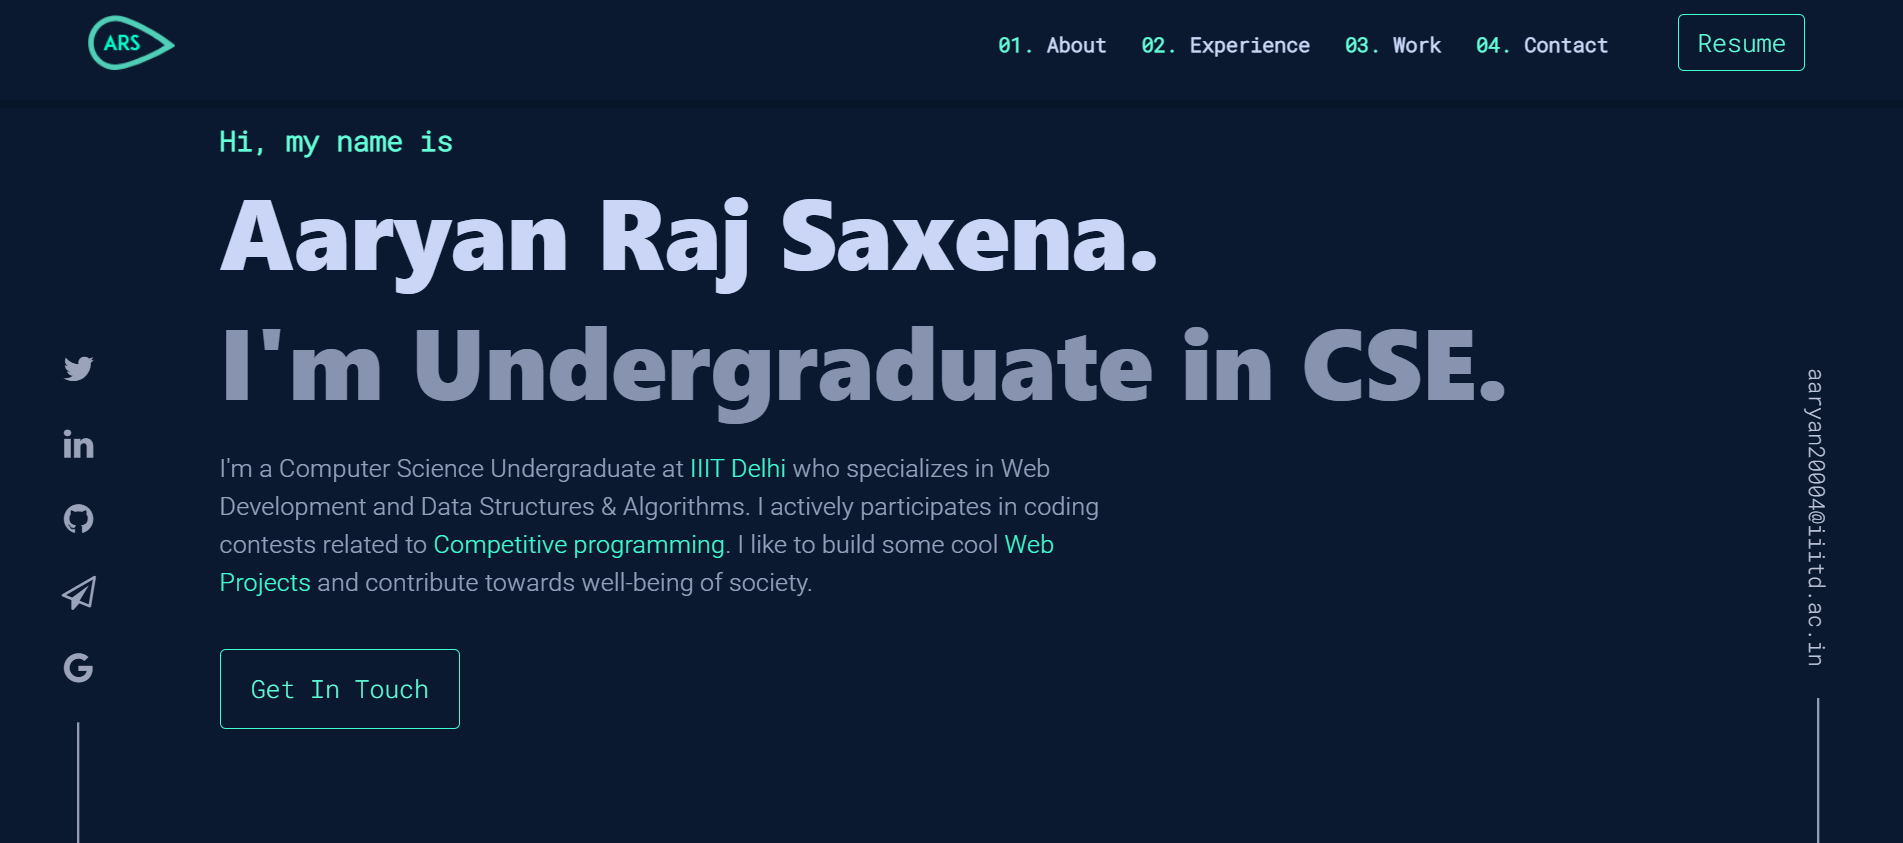 ARS
01. About 02. Experience 03. Work 04. Contact Resume
Hi, my name is
Aaryan Raj Saxena.
I'm Undergraduate in CSE.
I'm a Computer Science Undergraduate at IIIT Delhi who specializes in Web
Development and Data Structures & Algorithms. I actively participates in coding
contests related to Competitive programming. I like to build some cool Web
Projects and contribute towards well-being of society.
Get In Touch
aaryan20004@iiitd.ac.in